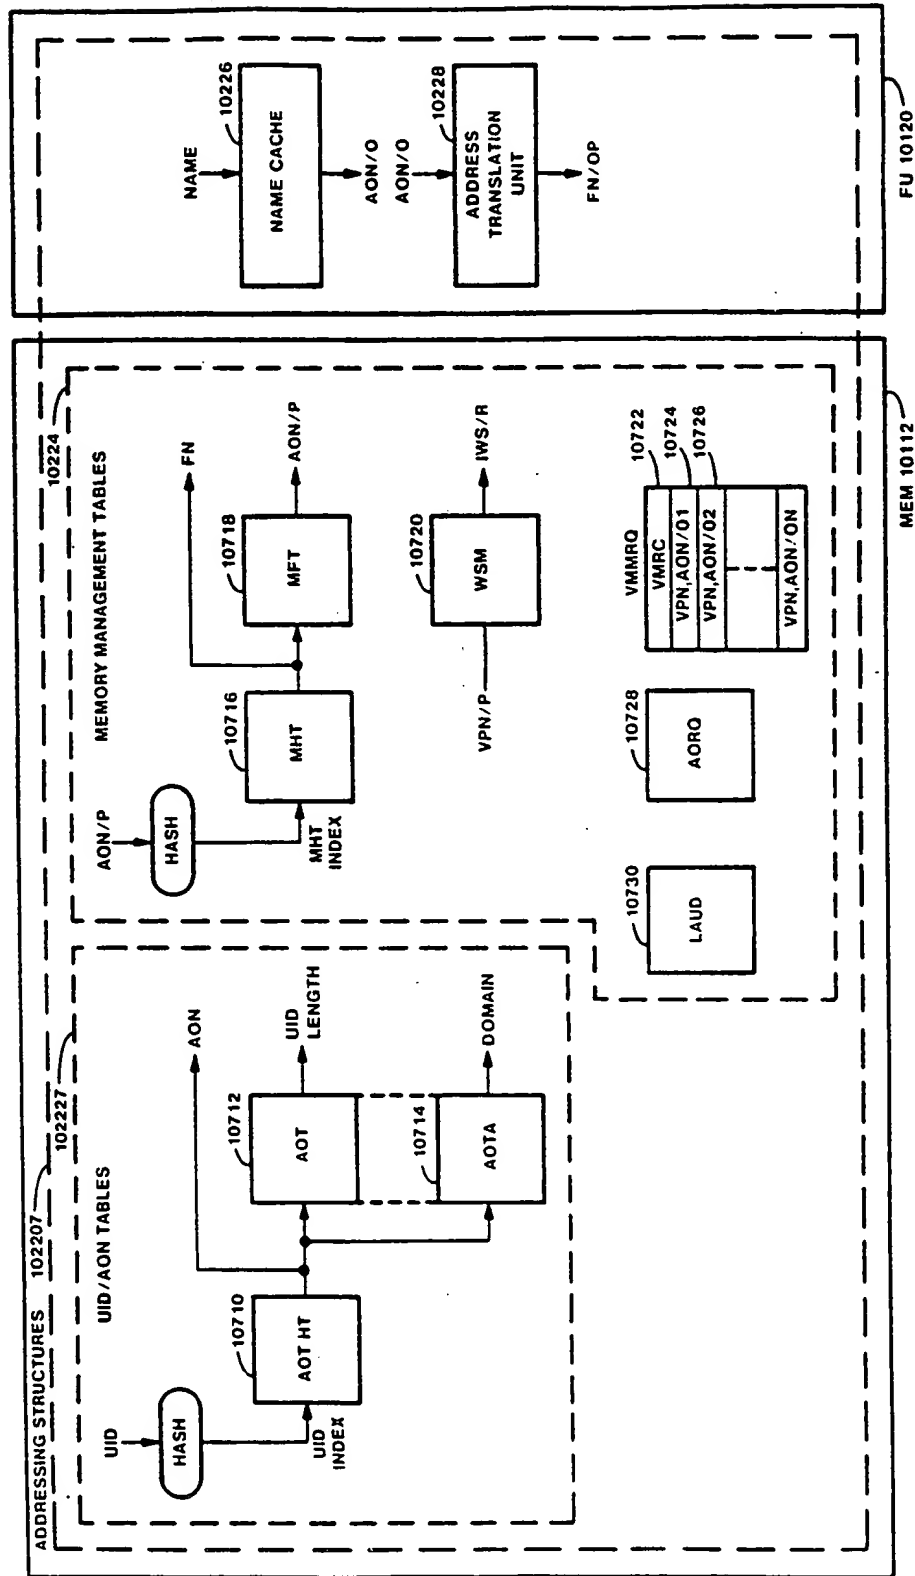 ADDRESSING STRUCTURES 102207
102227
UID/AON TABLES
UID
HASH
UID
INDEX
10710
AOT HT
AON
10712
AOT
UID
LENGTH
10714
AOTA
DOMAIN
10224
MEMORY MANAGEMENT TABLES
AON/P
HASH
MHT
INDEX
10716
MHT
FN
10718
MFT
AON/P
VPN/P
10720
WSM
IWS/R
10730
LAUD
10728
AORQ
VMMRQ
VMRC
VPN,AON/O1
VPN,AON/O2
VPN,AON/ON
10722
10724
10726
MEM 10112
NAME
10226
NAME CACHE
AON/O
AON/O
10228
ADDRESS
TRANSLATION
UNIT
FN/OP
FU 10120